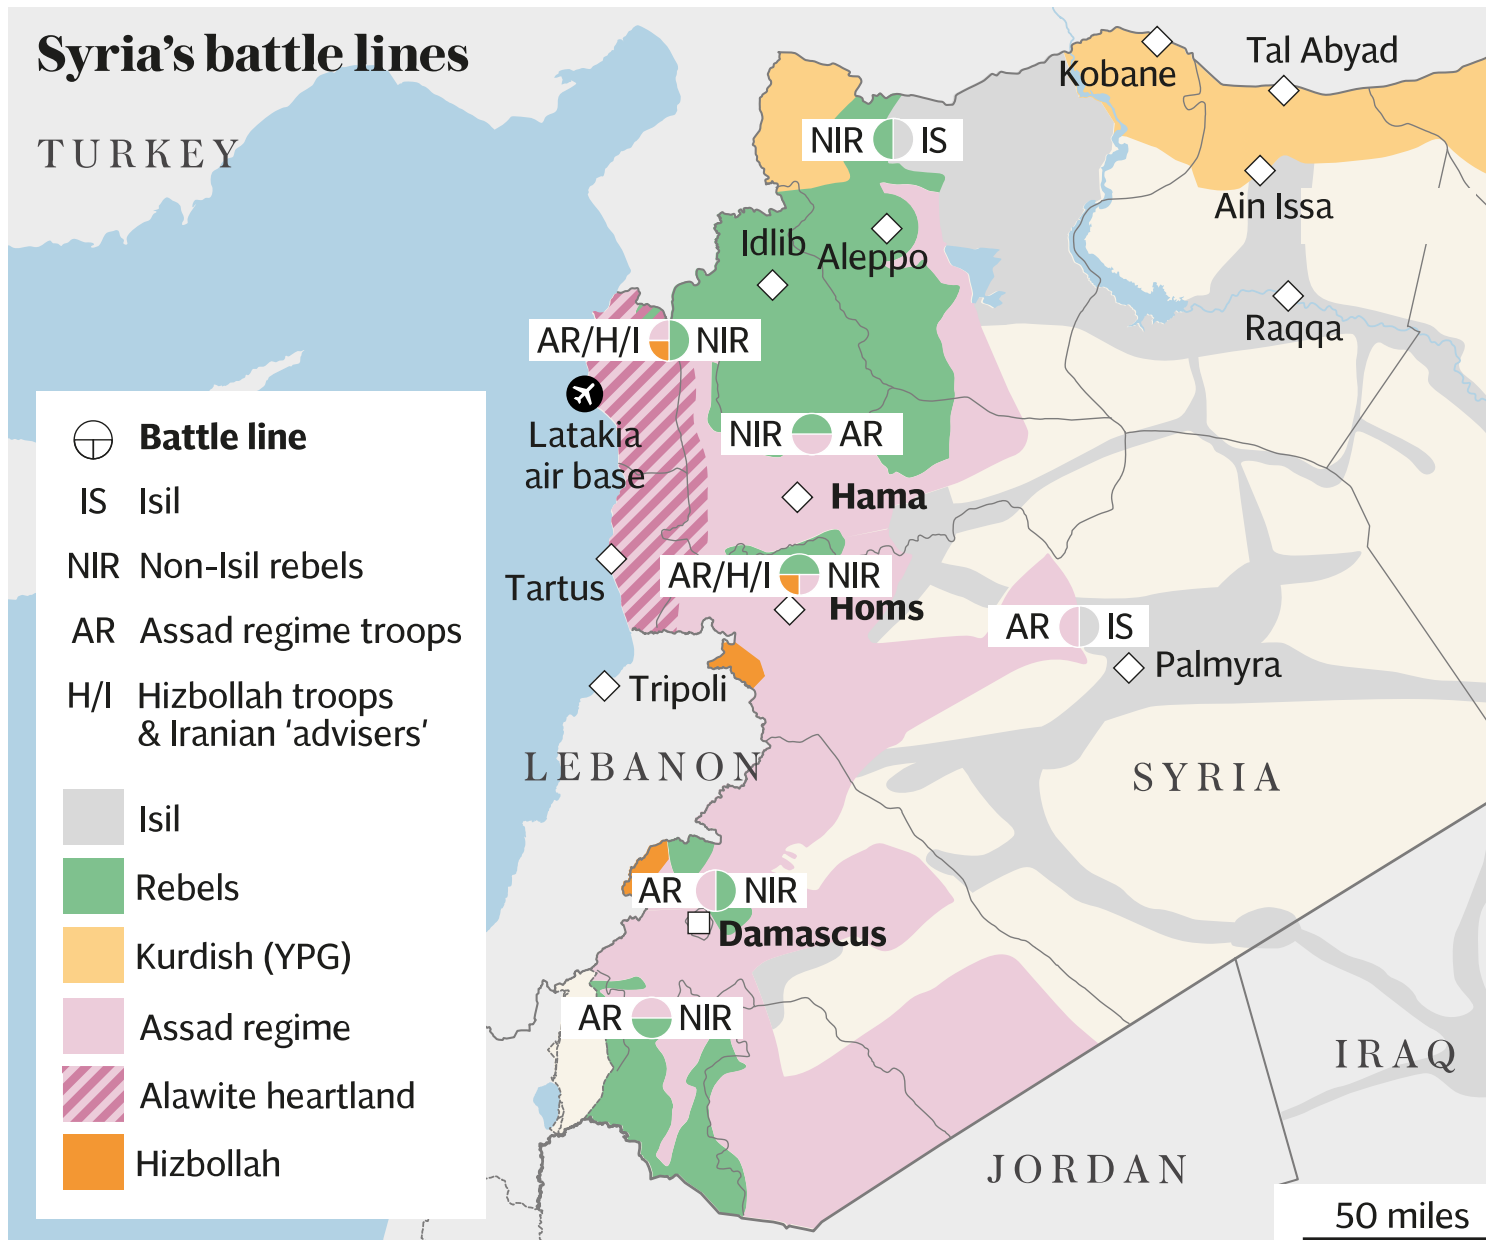 Syria's battle lines
TURKEY
Kobane
Tal Abyad
NIR IS
Ain Issa
Idlib
Aleppo
Raqqa
AR/H/I NIR
Latakia
air base
NIR AR
Hama
Tartus
AR/H/I NIR
Homs
AR IS
Palmyra
Tripoli
LEBANON
SYRIA
AR NIR
Damascus
AR NIR
IRAQ
JORDAN
50 miles
Battle line
IS Isil
NIR Non-Isil rebels
AR Assad regime troops
H/I Hizbollah troops
& Iranian ‘advisers’
Isil
Rebels
Kurdish (YPG)
Assad regime
Alawite heartland
Hizbollah